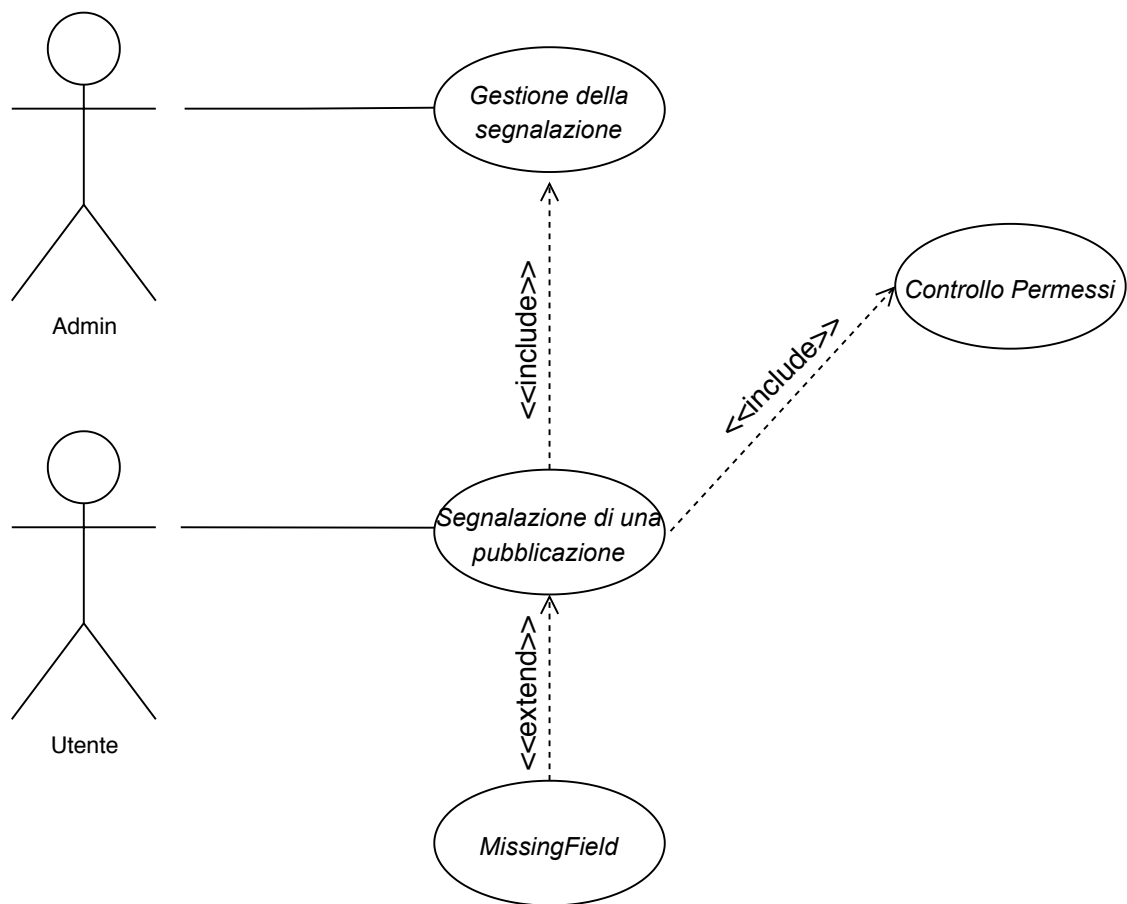 Gestione della
segnalazione
Admin
<<include>>
Controllo Permessi
<<include>>
Segnalazione di una
pubblicazione
Utente
<<extend>>
MissingField